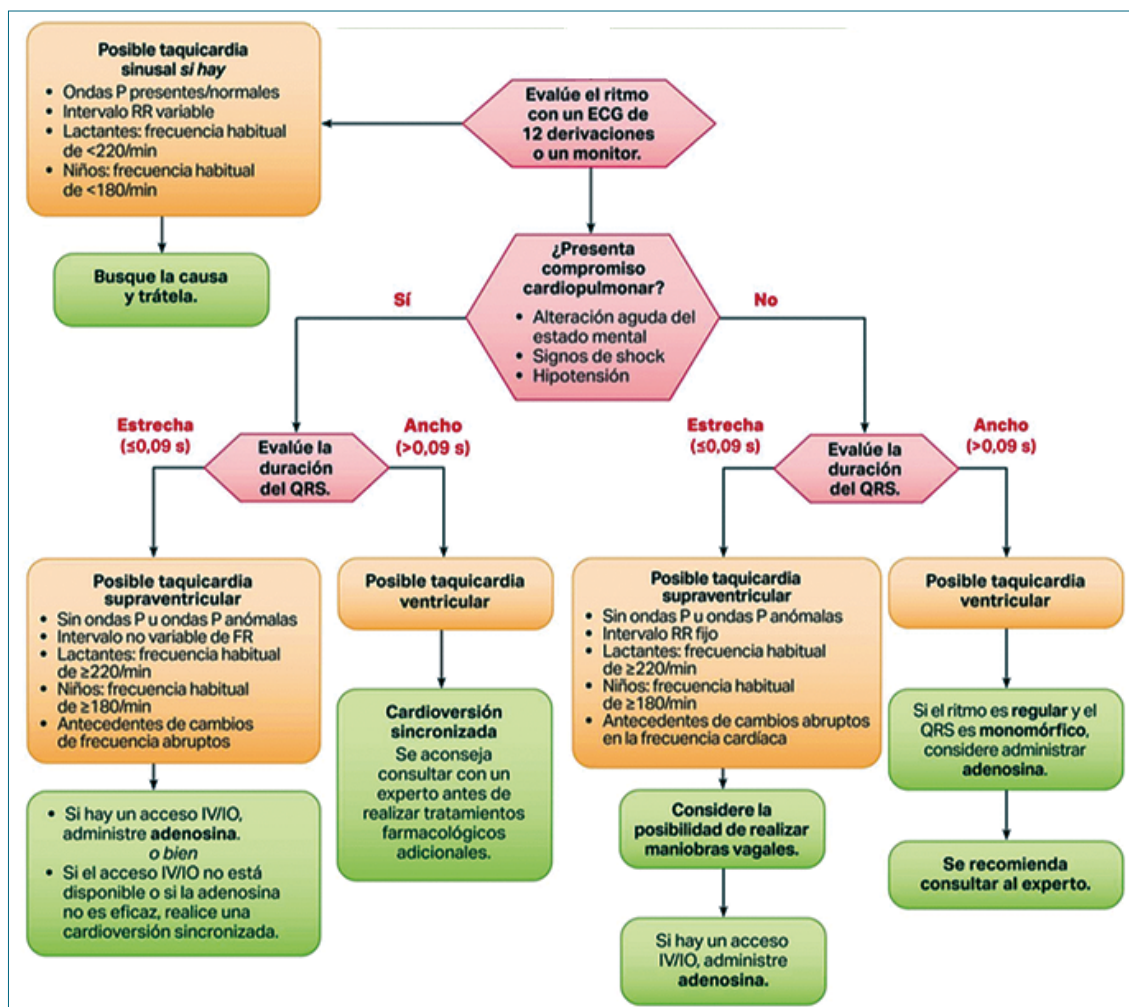 Posible taquicardia
sinusal si hay
• Ondas P presentes/normales
• Intervalo RR variable
• Lactantes: frecuencia habitual
de <220/min
• Niños: frecuencia habitual
de <180/min
Evalúe el ritmo
con un ECG de
12 derivaciones
o un monitor.
Busque la causa
y trátela.
¿Presenta
compromiso
cardiopulmonar?
• Alteración aguda del
estado mental
• Signos de shock
• Hipotensión
Sí
No
Estrecha
(≤0,09 s)
Evalúe la
duración
del QRS.
Ancho
(>0,09 s)
Estrecha
(≤0,09 s)
Evalúe la
duración
del QRS.
Ancho
(>0,09 s)
Posible taquicardia
supraventricular
• Sin ondas P u ondas P anómalas
• Intervalo no variable de FR
• Lactantes: frecuencia habitual
de ≥220/min
• Niños: frecuencia habitual
de ≥180/min
• Antecedentes de cambios
de frecuencia abruptos
Posible taquicardia
ventricular
Posible taquicardia
supraventricular
• Sin ondas P u ondas P anómalas
• Intervalo RR fijo
• Lactantes: frecuencia habitual
de ≥220/min
• Niños: frecuencia habitual
de ≥180/min
• Antecedentes de cambios abruptos
en la frecuencia cardíaca
Posible taquicardia
ventricular
• Si hay un acceso IV/IO,
administre adenosina.
o bien
• Si el acceso IV/IO no está
disponible o si la adenosina
no es eficaz, realice una
cardioversión sincronizada.
Cardioversión
sincronizada
Se aconseja
consultar con un
experto antes de
realizar tratamientos
farmacológicos
adicionales.
Considere la
posibilidad de realizar
maniobras vagales.
Si hay un acceso
IV/IO, administre
adenosina.
Si el ritmo es regular y el
QRS es monomórfico,
considere administrar
adenosina.
Se recomienda
consultar al experto.